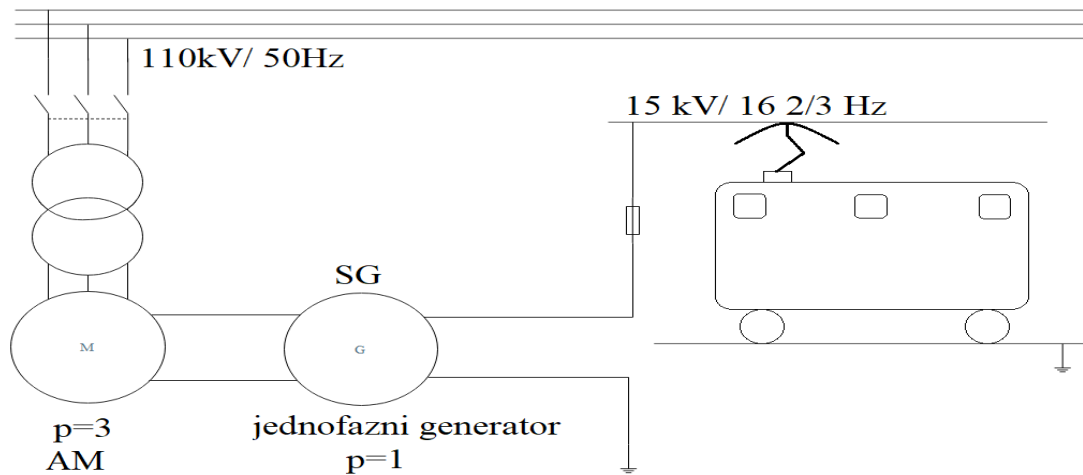 110kV/ 50Hz
15 kV/ 16 2/3 Hz
SG
M
G
p=3
AM
jednofazni generator
p=1